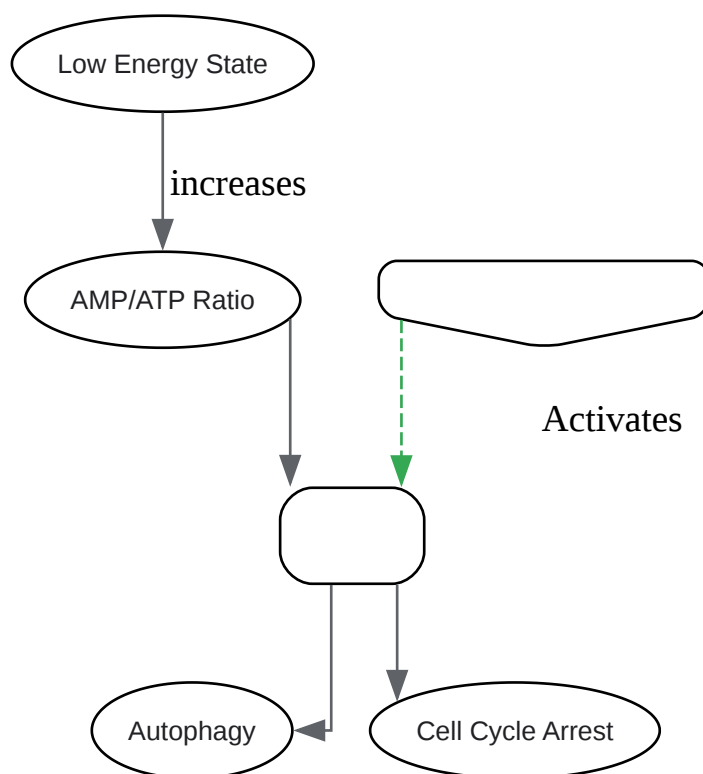 Low Energy State
increases
AMP/ATP Ratio
Activates
Autophagy
Cell Cycle Arrest